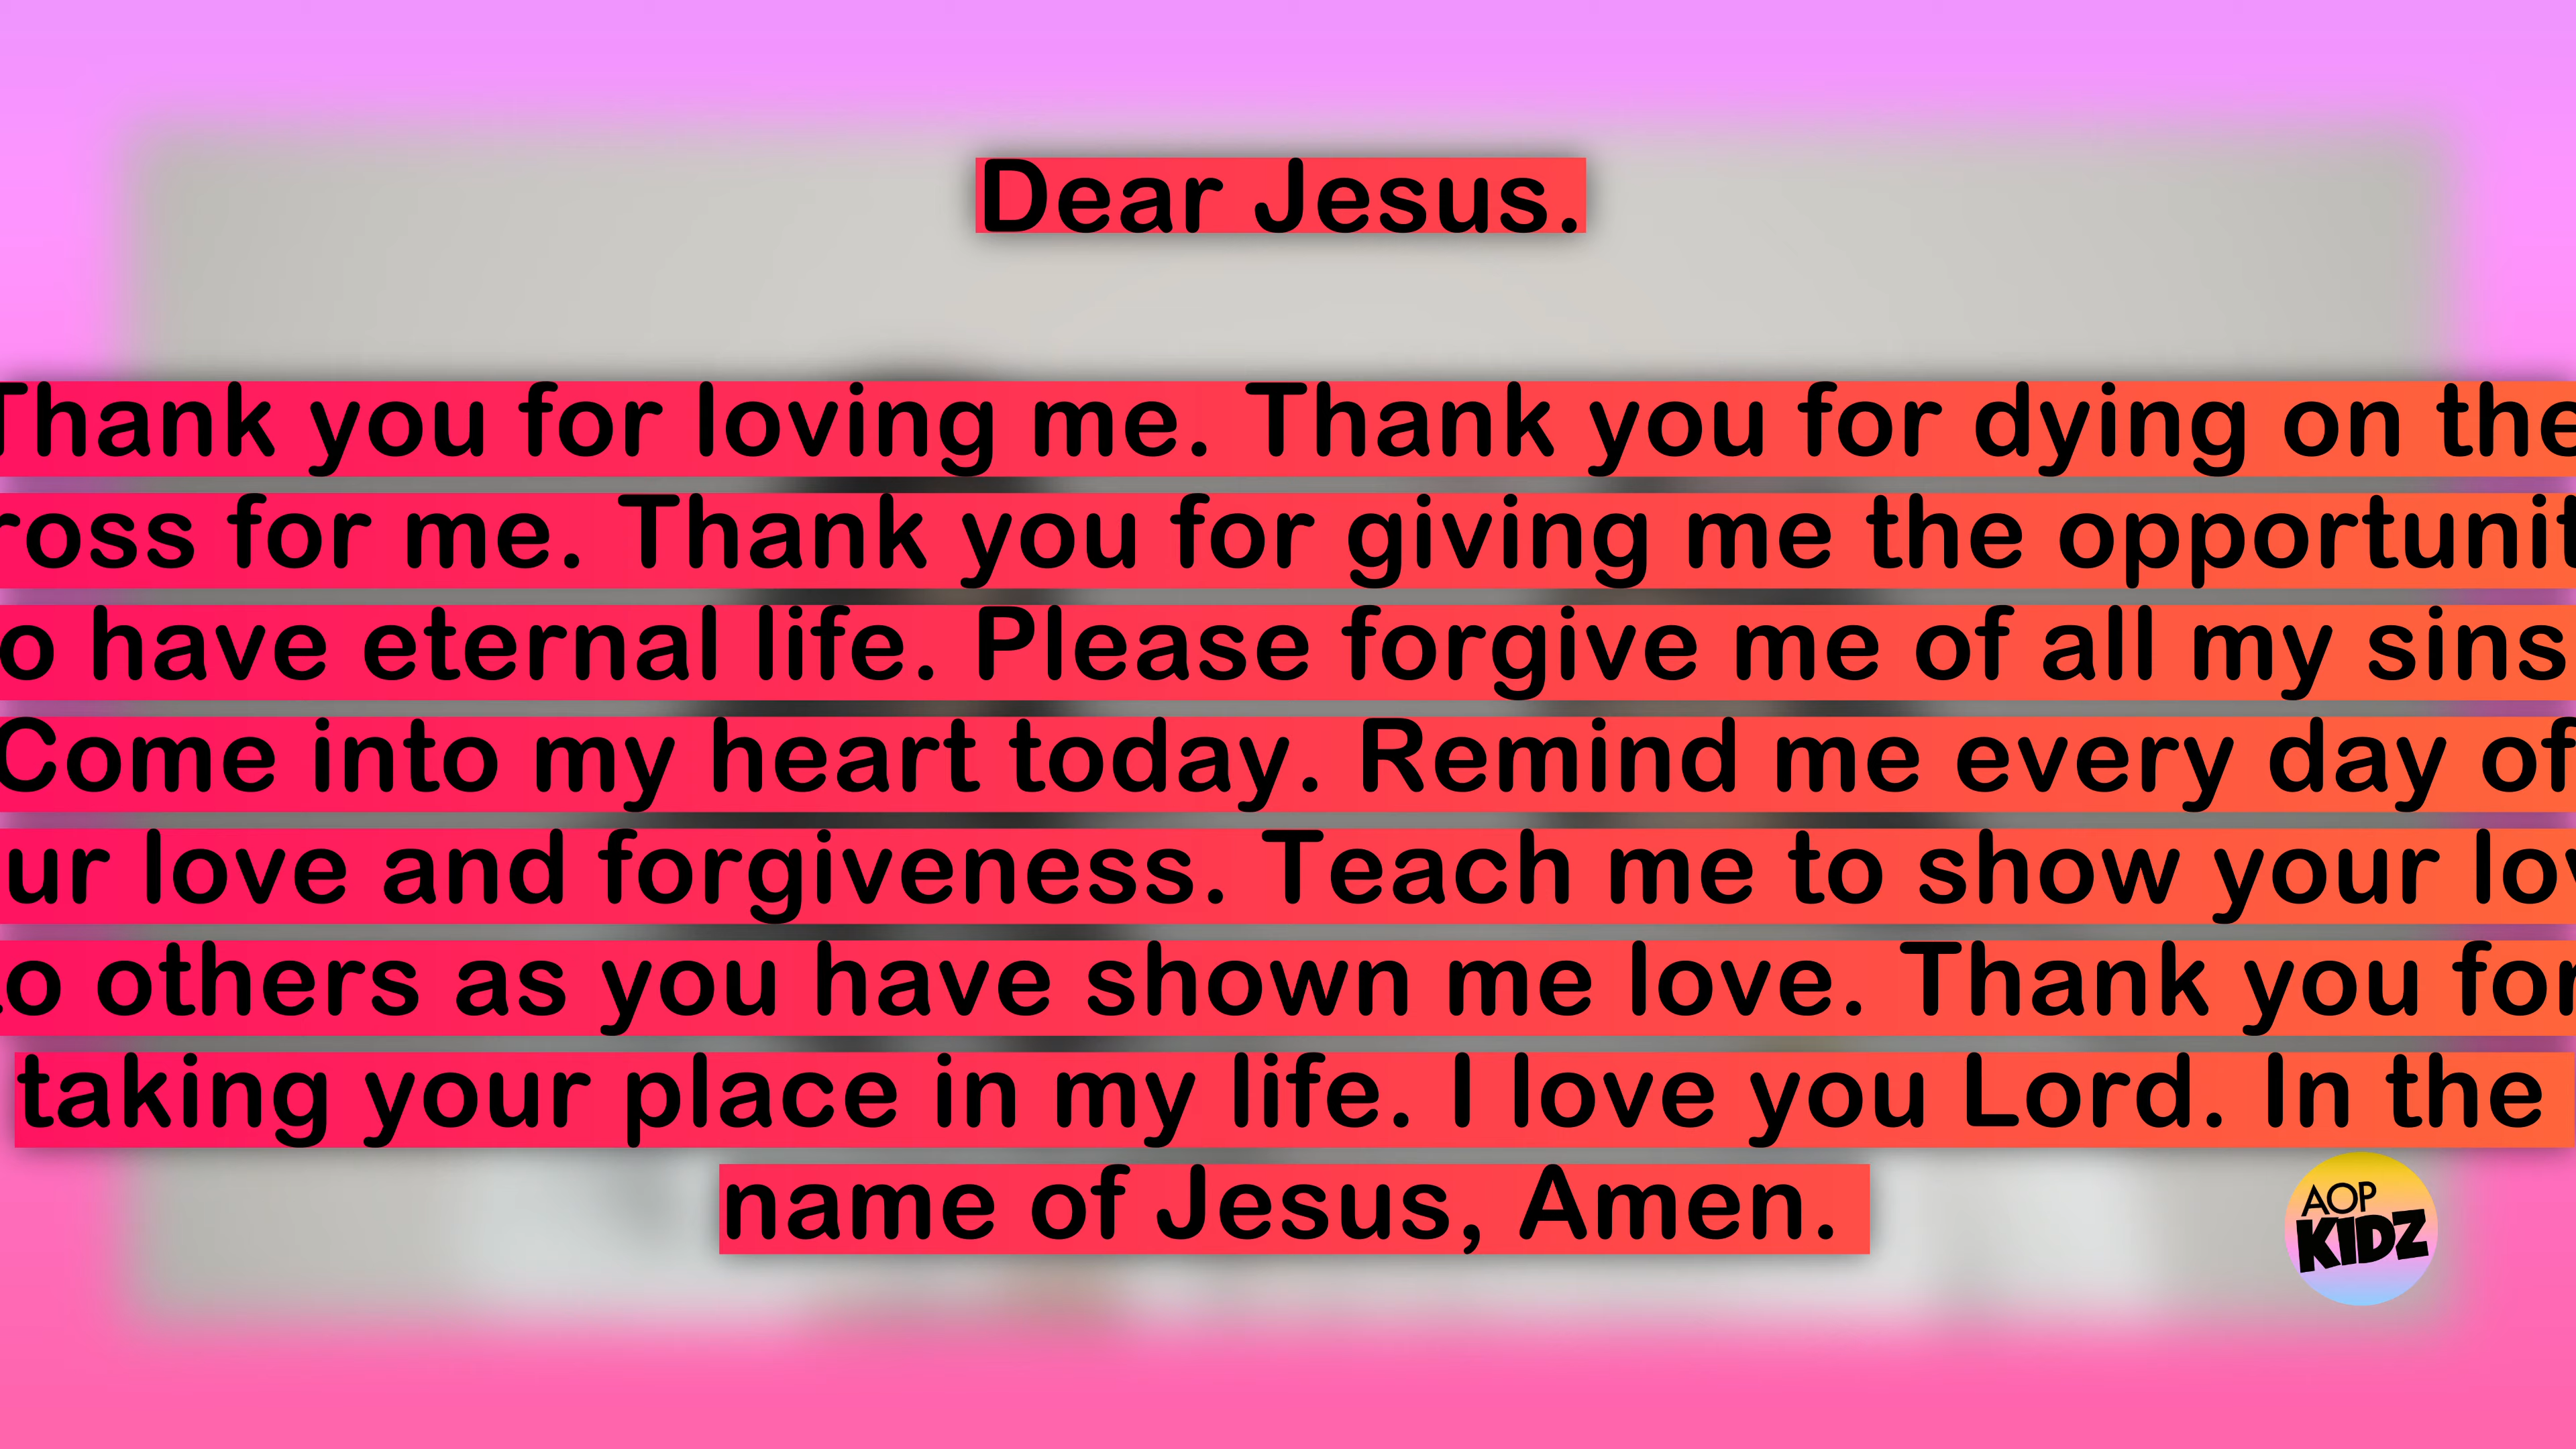 Dear Jesus.
Thank you for loving me. Thank you for dying on the
ross for me. Thank you for giving me the opportunit
o have eternal life. Please forgive me of all my sins
Come into my heart today. Remind me every day of
ur love and forgiveness. Teach me to show your lov
to others as you have shown me love. Thank you for
taking your place in my life. I love you Lord. In the
name of Jesus, Amen.
AOP
KIDZ